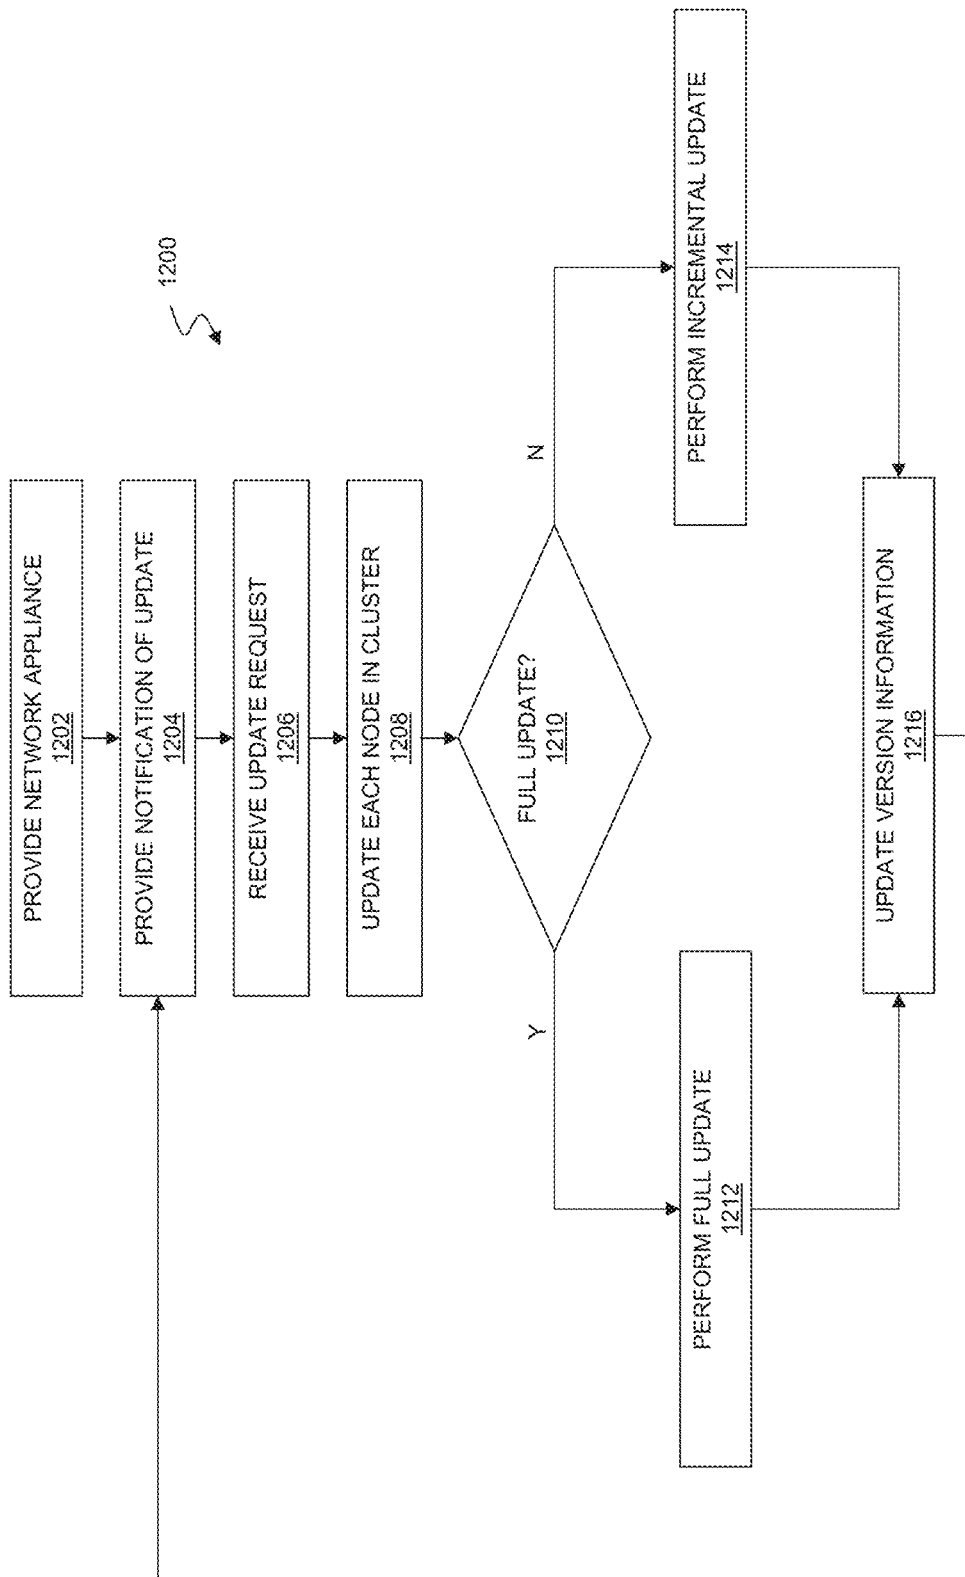 1200
PROVIDE NETWORK APPLIANCE
1202
PROVIDE NOTIFICATION OF UPDATE
1204
RECEIVE UPDATE REQUEST
1206
UPDATE EACH NODE IN CLUSTER
1208
FULL UPDATE?
1210
Y
N
PERFORM FULL UPDATE
1212
PERFORM INCREMENTAL UPDATE
1214
UPDATE VERSION INFORMATION
1216